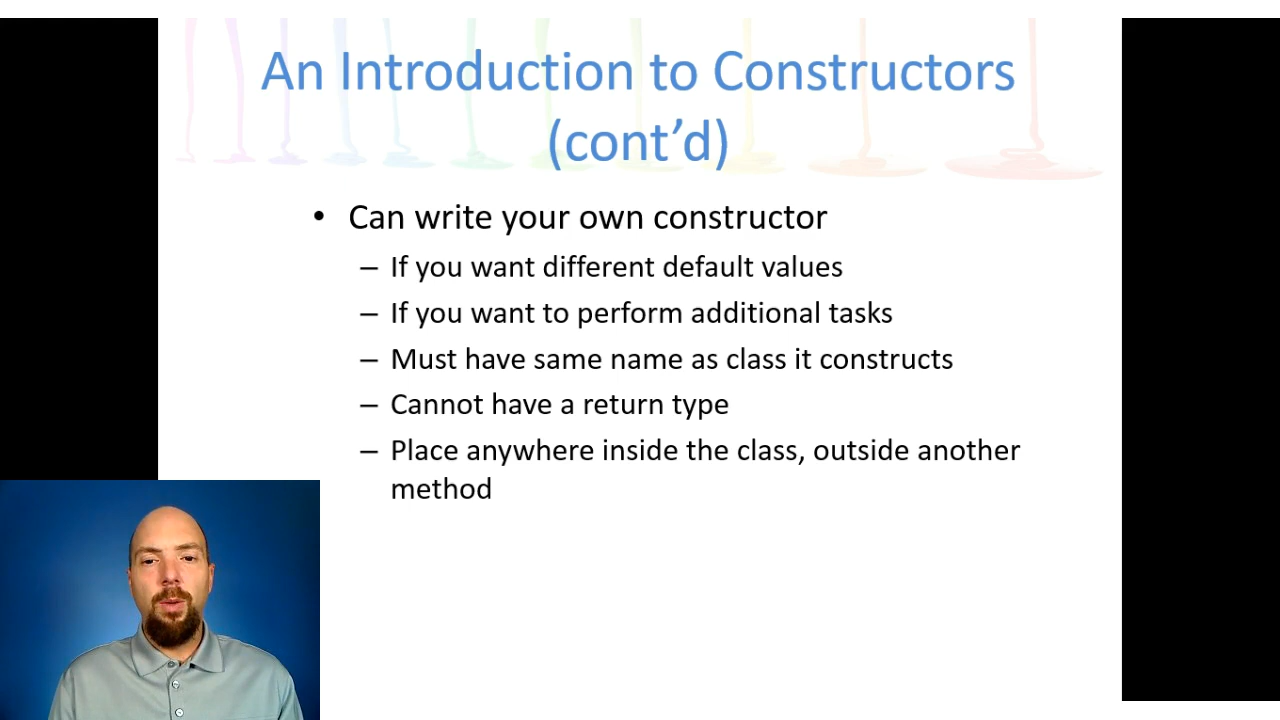 An Introduction to Constructors
(cont’d)
• Can write your own constructor
– If you want different default values
– If you want to perform additional tasks
– Must have same name as class it constructs
– Cannot have a return type
– Place anywhere inside the class, outside another
method